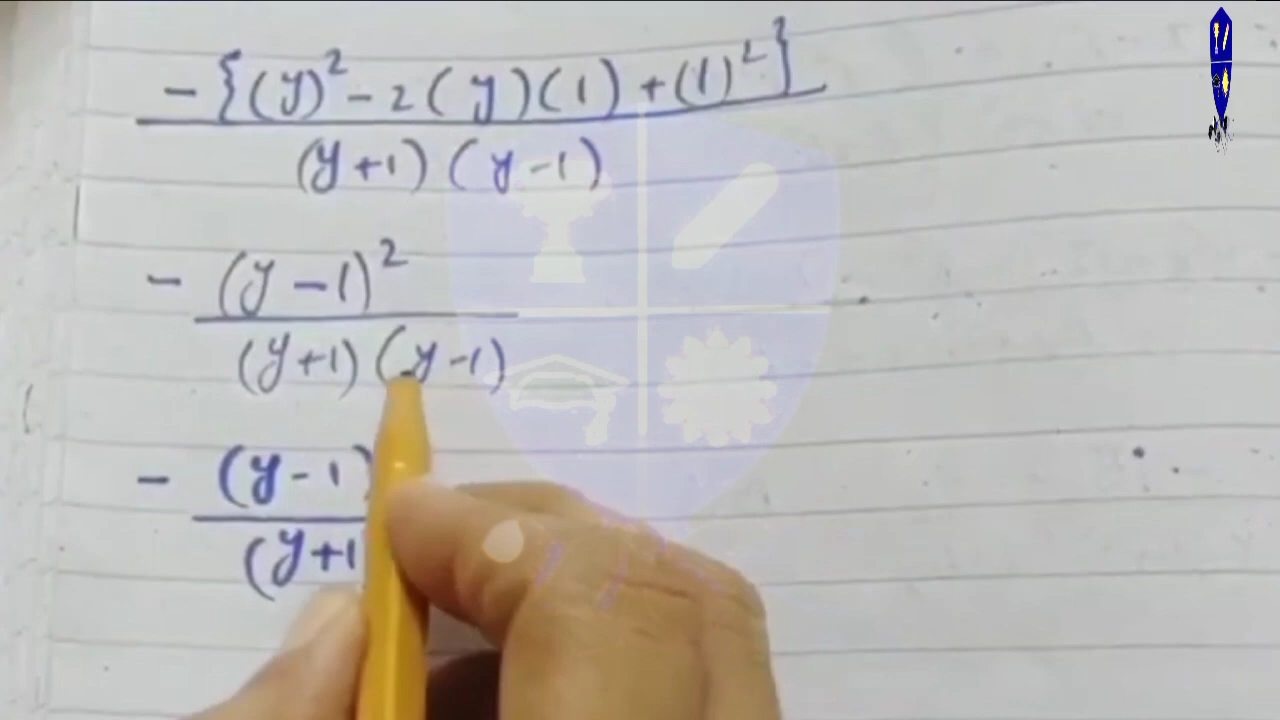 - {(y)² - 2(y)(1) + (1)²}
(y+1) (y-1)
- (y-1)²
(y+1) (y-1)
- (y-1)
(y+1